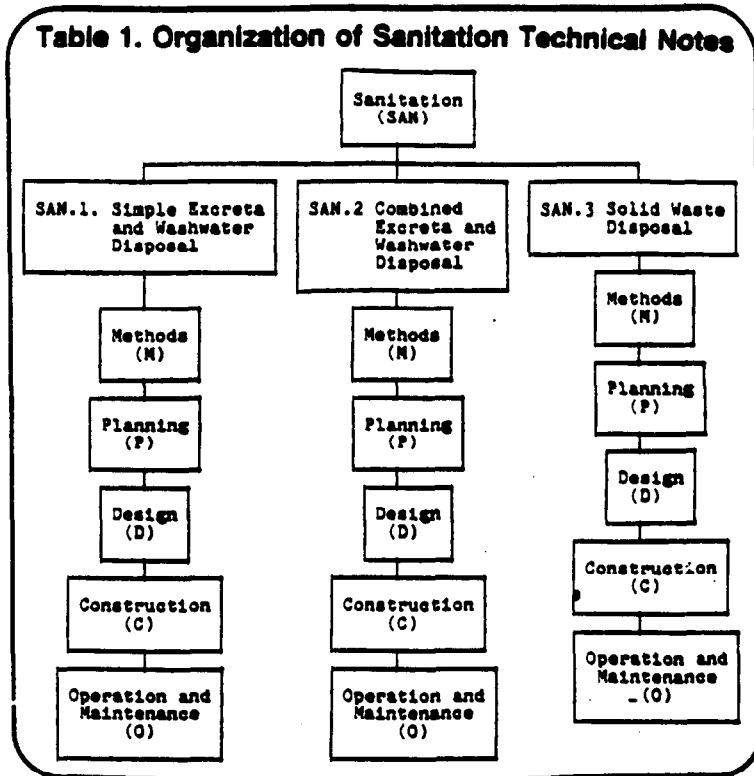 Table 1. Organization of Sanitation Technical Notes
Sanitation
(SAN)
SAN.1. Simple Excreta
and Washwater
Disposal
Methods
(M)
Planning
(P)
Design
(D)
Construction
(C)
Operation and
Maintenance
(O)
SAN.2 Combined
Excreta and
Washwater
Disposal
Methods
(M)
Planning
(P)
Design
(D)
Construction
(C)
Operation and
Maintenance
(O)
SAN.3 Solid Waste
Disposal
Methods
(M)
Planning
(P)
Design
(D)
Construction
(C)
Operation and
Maintenance
(O)